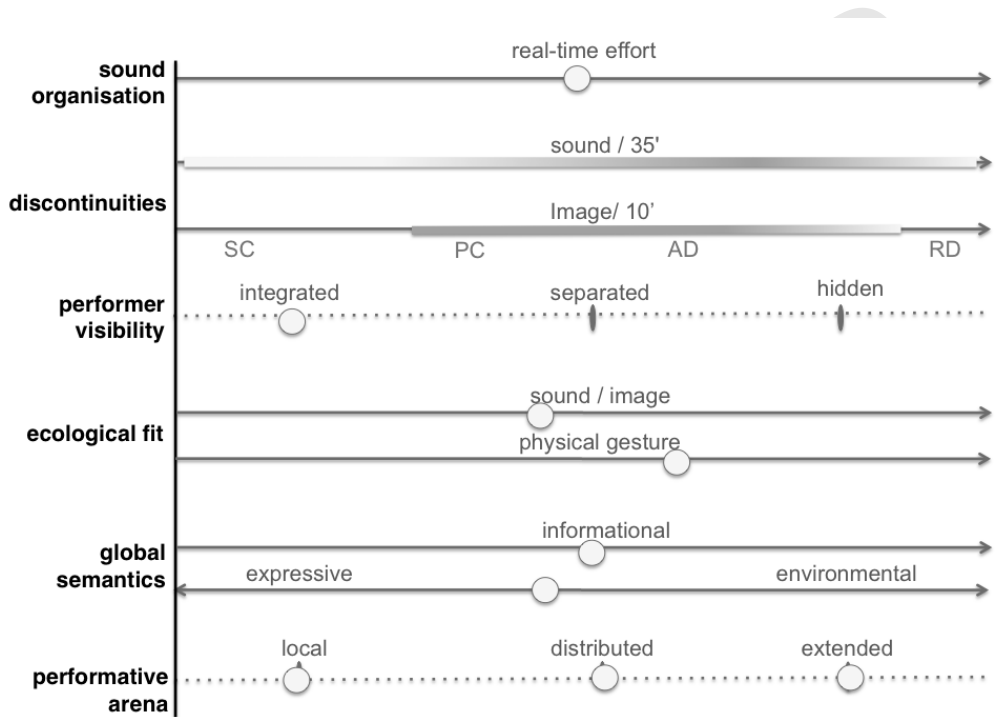 real-time effort
sound
organisation
sound / 35'
discontinuities
Image/ 10’
SC PC AD RD
performer
visibility
integrated separated hidden
ecological fit
sound / image
physical gesture
global
semantics
informational
expressive environmental
performative
arena
local distributed extended